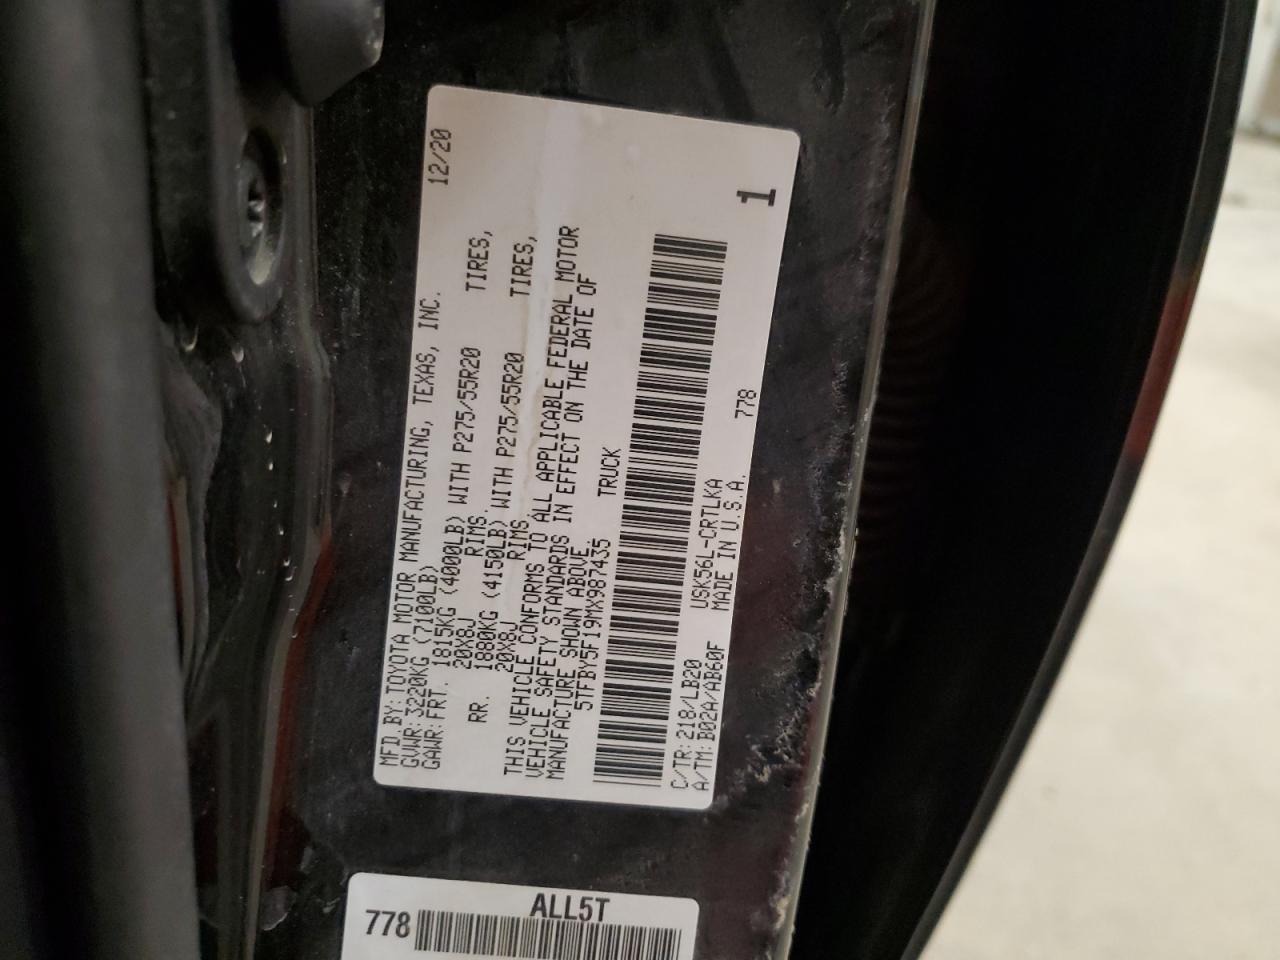 MFD.BY: TOYOTA MOTOR MANUFACTURING, TEXAS, INC. 12/20
GVWR: 3220KG (7100LB)
GAWR: FRT. 1815KG (4000LB) WITH P275/55R20 TIRES,
20X8J RIMS.
RR. 1880KG (4150LB) WITH P275/55R20 TIRES,
20X8J RIMS.
THIS VEHICLE CONFORMS TO ALL APPLICABLE FEDERAL MOTOR
VEHICLE SAFETY STANDARDS IN EFFECT ON THE DATE OF
MANUFACTURE SHOWN ABOVE.
5TFBY5F19MX987435 TRUCK
C/TR: 218/LB20 USK56L-CRTLKA 778
A/TM: B02A/AB60F MADE IN U.S.A. 1
ALL5T
778